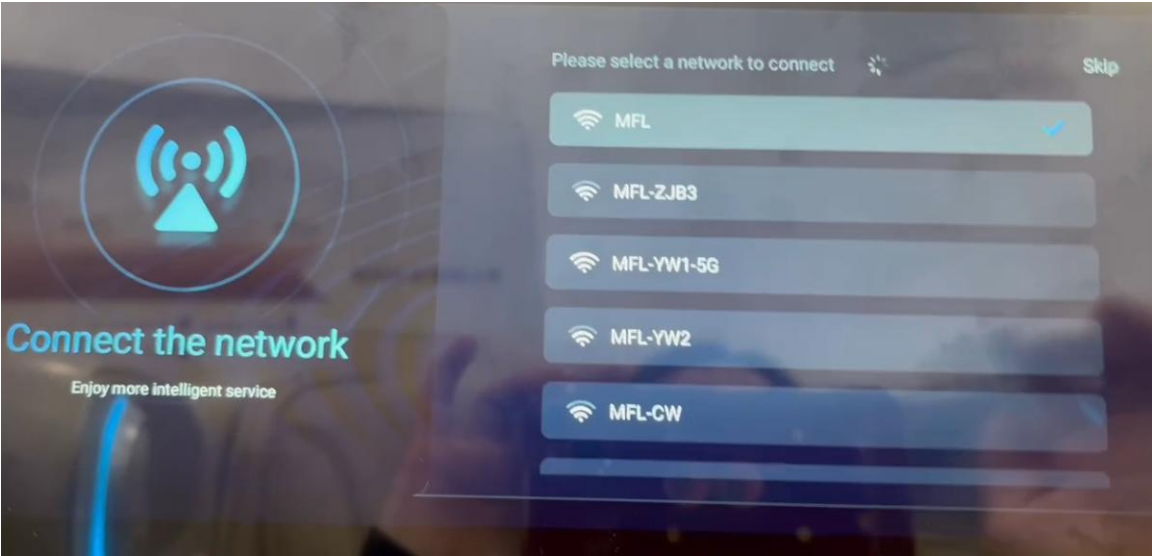 Please select a network to connect
Skip
MFL
MFL-ZJB3
MFL-YW1-5G
MFL-YW2
MFL-CW
Connect the network
Enjoy more intelligent service